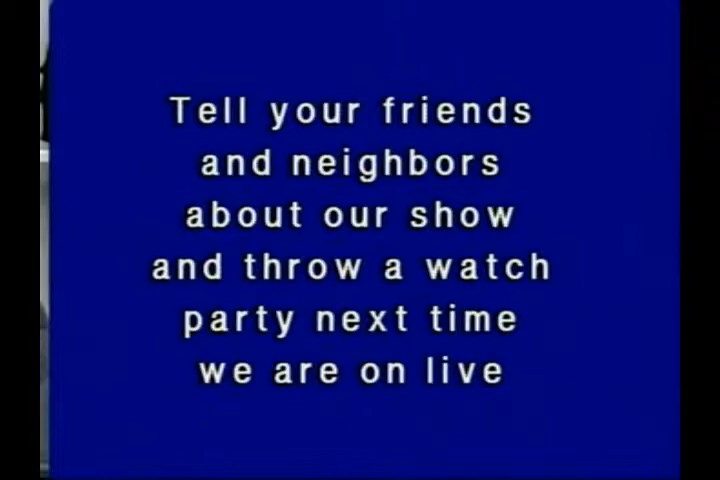 Tell your friends
and neighbors
about our show
and throw a watch
party next time
we are on live